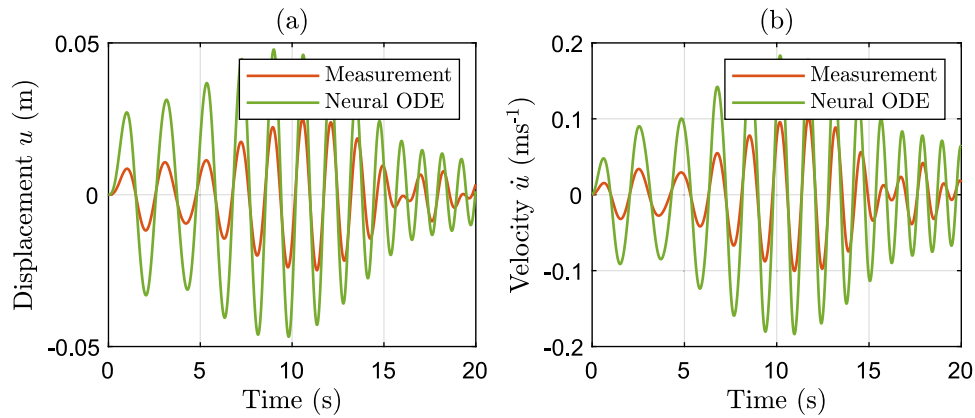 (a)
0.05
0
-0.05
Displacement u (m)
Measurement
Neural ODE
0 5 10 15 20
Time (s)
(b)
0.2
0.1
0
-0.1
-0.2
Velocity u̇ (ms⁻¹)
Measurement
Neural ODE
0 5 10 15 20
Time (s)